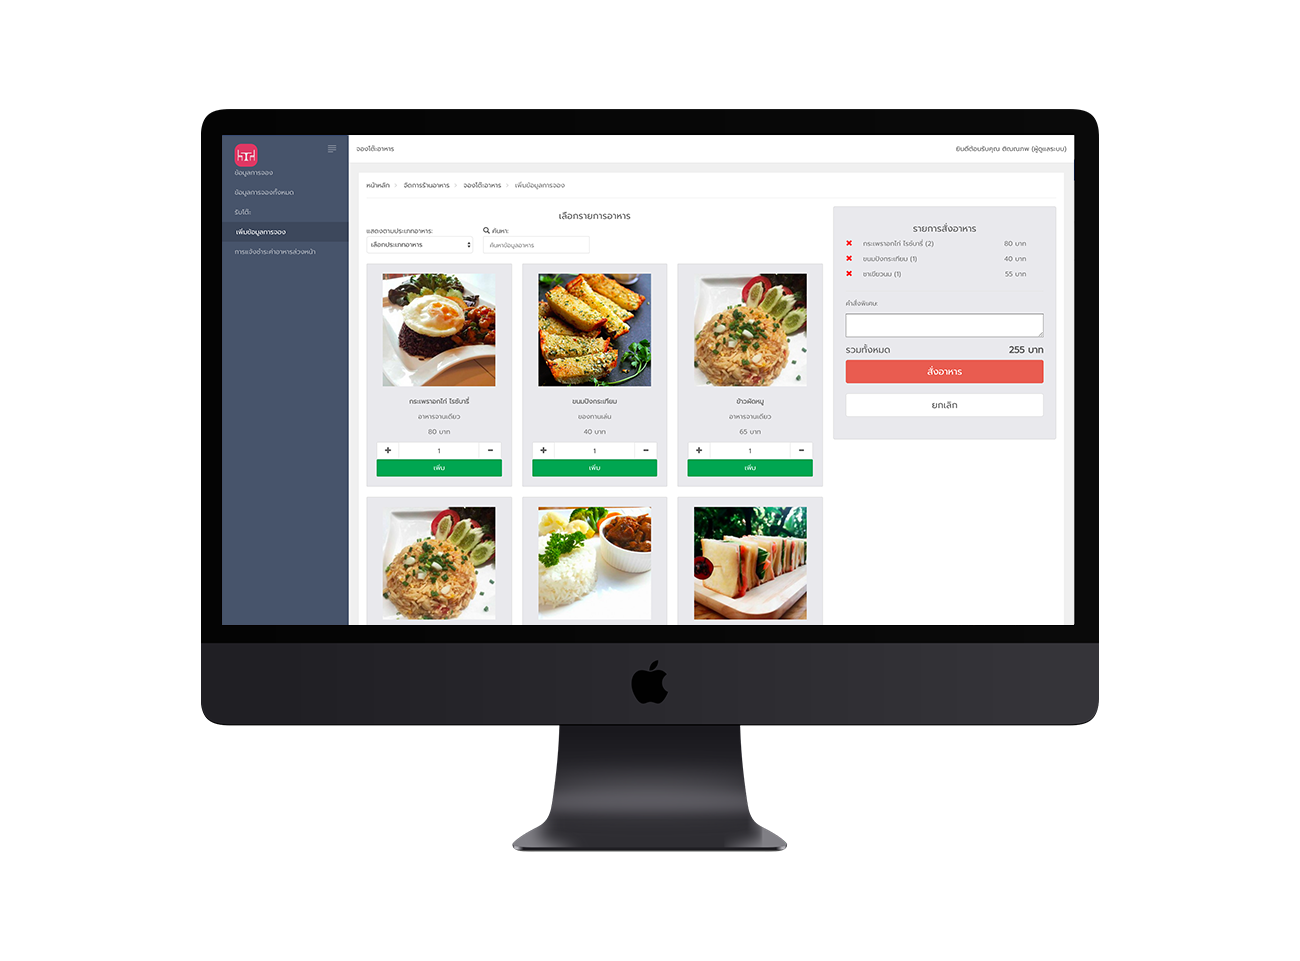 ข้อมูลการจอง
ข้อมูลการจองทั้งหมด
รับโต๊ะ
เพิ่มข้อมูลการจอง
การแจ้งชำระค่าอาหารล่วงหน้า
จองโต๊ะอาหาร
ยินดีต้อนรับคุณ ติณณภพ (ผู้ดูแลระบบ)
หน้าหลัก › จัดการร้านอาหาร › จองโต๊ะอาหาร › เพิ่มข้อมูลการจอง
เลือกรายการอาหาร
แสดงตามประเภทอาหาร: ค้นหา:
เลือกประเภทอาหาร ค้นหาข้อมูลอาหาร
กระเพราอกไก่ ไรซ์บารี่
อาหารจานเดียว
80 บาท
1
เพิ่ม
ขนมปังกระเทียม
ของทานเล่น
40 บาท
1
เพิ่ม
ข้าวผัดหมู
อาหารจานเดียว
65 บาท
1
เพิ่ม
รายการสั่งอาหาร
กระเพราอกไก่ ไรซ์บารี่ (2) 80 บาท
ขนมปังกระเทียม (1) 40 บาท
ชาเขียวนม (1) 55 บาท
คำสั่งพิเศษ:
รวมทั้งหมด 255 บาท
สั่งอาหาร
ยกเลิก